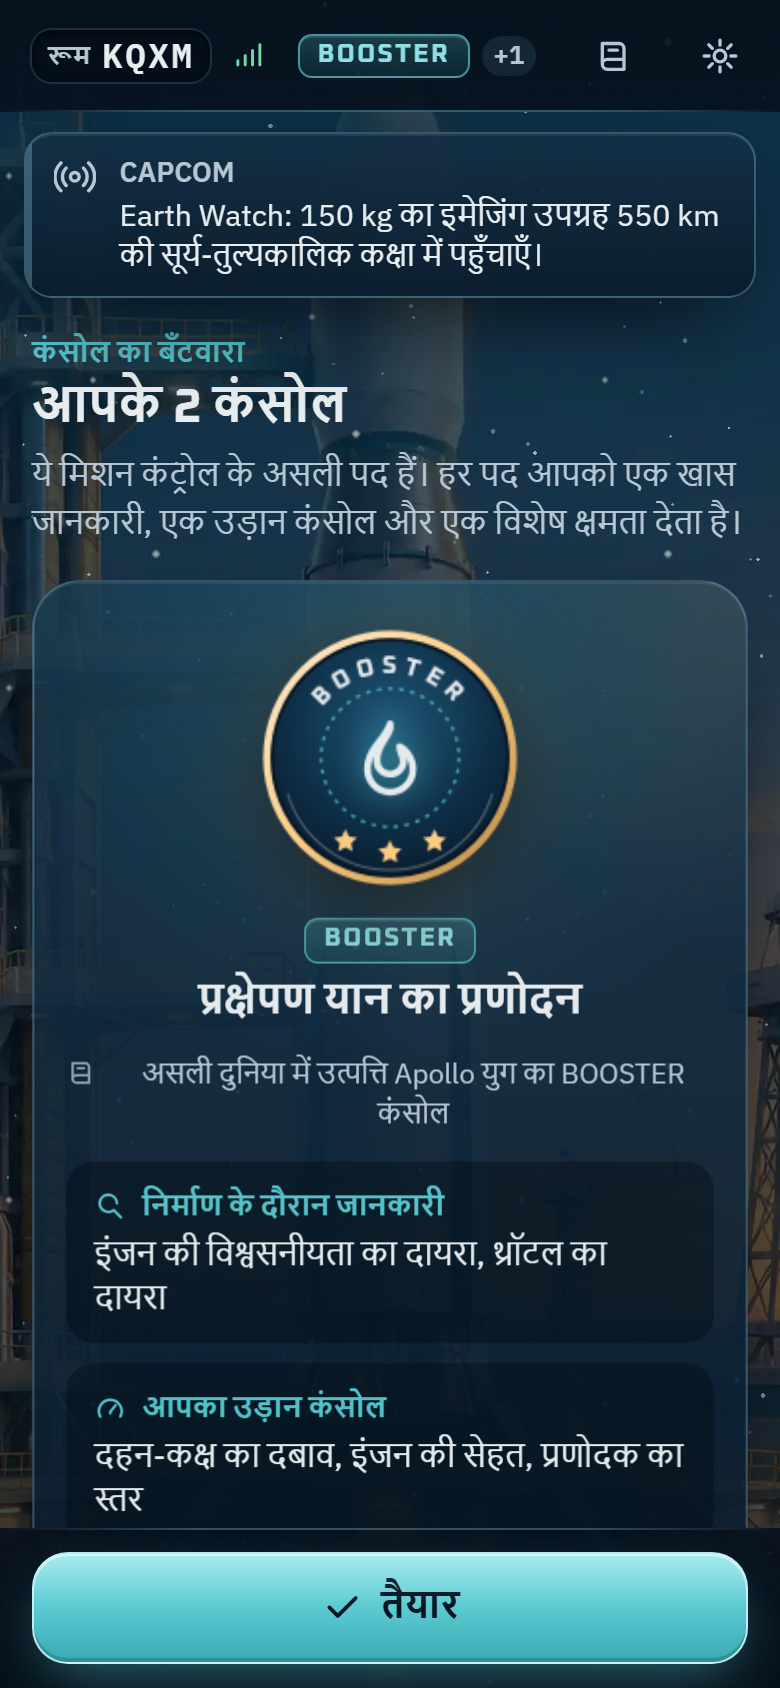 रूम KQXM
BOOSTER
+1
CAPCOM
Earth Watch: 150 kg का इमेजिंग उपग्रह 550 km
की सूर्य-तुल्यकालिक कक्षा में पहुँचाएँ।
कंसोल का बँटवारा
आपके 2 कंसोल
ये मिशन कंट्रोल के असली पद हैं। हर पद आपको एक खास
जानकारी, एक उड़ान कंसोल और एक विशेष क्षमता देता है।
BOOSTER
BOOSTER
प्रक्षेपण यान का प्रणोदन
असली दुनिया में उत्पत्ति Apollo युग का BOOSTER
कंसोल
निर्माण के दौरान जानकारी
इंजन की विश्वसनीयता का दायरा, थ्रॉटल का
दायरा
आपका उड़ान कंसोल
दहन-कक्ष का दबाव, इंजन की सेहत, प्रणोदक का
स्तर
तैयार